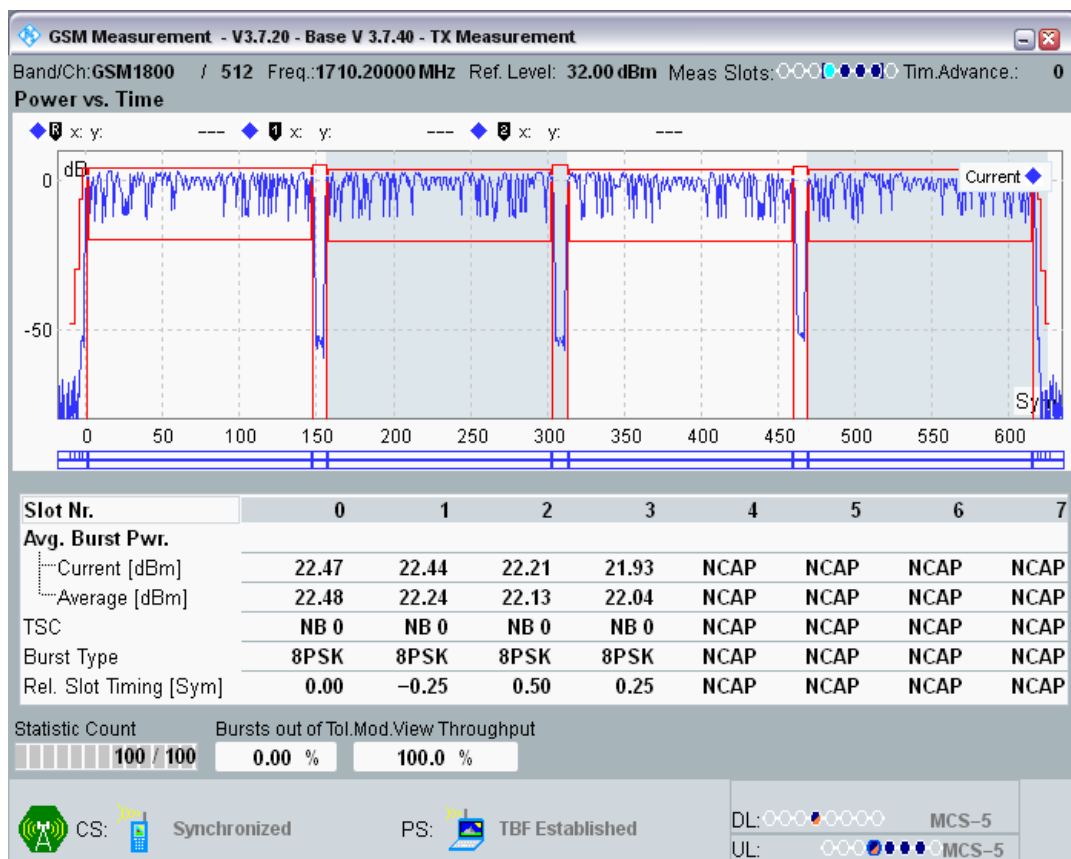 GSM Measurement - V3.7.20 - Base V 3.7.40 - TX Measurement
Band/Ch:GSM1800 / 512 Freq.:1710.20000 MHz Ref. Level: 32.00 dBm Meas Slots: Tim.Advance.: 0
Power vs. Time
R x: y: --- 1 x: y: --- 2 x: y: ---
dB
Current
0
-50
Sym
0 50 100 150 200 250 300 350 400 450 500 550 600
Slot Nr. 0 1 2 3 4 5 6 7
Avg. Burst Pwr.
Current [dBm] 22.47 22.44 22.21 21.93 NCAP NCAP NCAP NCAP
Average [dBm] 22.48 22.24 22.13 22.04 NCAP NCAP NCAP NCAP
TSC NB 0 NB 0 NB 0 NB 0 NCAP NCAP NCAP NCAP
Burst Type 8PSK 8PSK 8PSK 8PSK NCAP NCAP NCAP NCAP
Rel. Slot Timing [Sym] 0.00 −0.25 0.50 0.25 NCAP NCAP NCAP NCAP
Statistic Count Bursts out of Tol.Mod.View Throughput
100 / 100 0.00 % 100.0 %
CS: Synchronized PS: TBF Established DL: MCS−5
UL: MCS−5